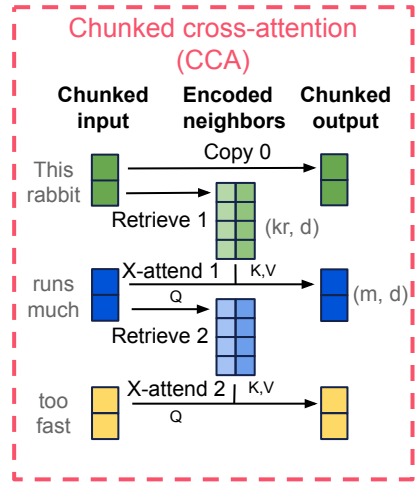 Chunked cross-attention
(CCA)
Chunked Encoded Chunked
input neighbors output
This
rabbit
Copy 0
Retrieve 1
(kr, d)
runs
much
X-attend 1
K,V
Q
(m, d)
Retrieve 2
too
fast
X-attend 2
K,V
Q